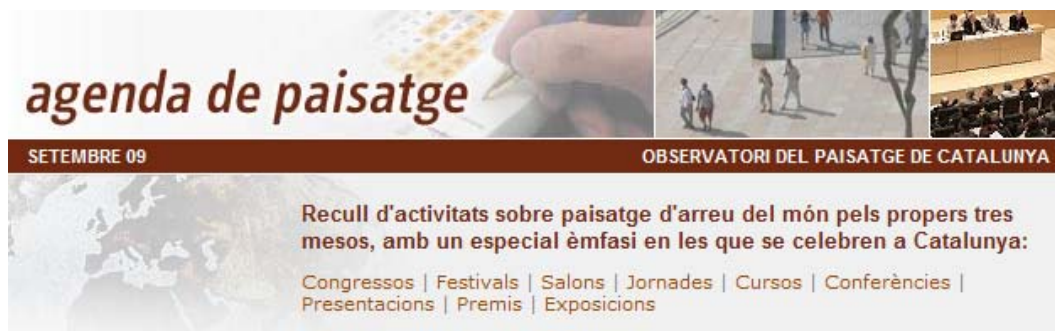 agenda de paisatge
SETEMBRE 09
OBSERVATORI DEL PAISATGE DE CATALUNYA
Recull d'activitats sobre paisatge d'arreu del món pels propers tres
mesos, amb un especial èmfasi en les que se celebren a Catalunya:
Congressos | Festivals | Salons | Jornades | Cursos | Conferències |
Presentacions | Premis | Exposicions